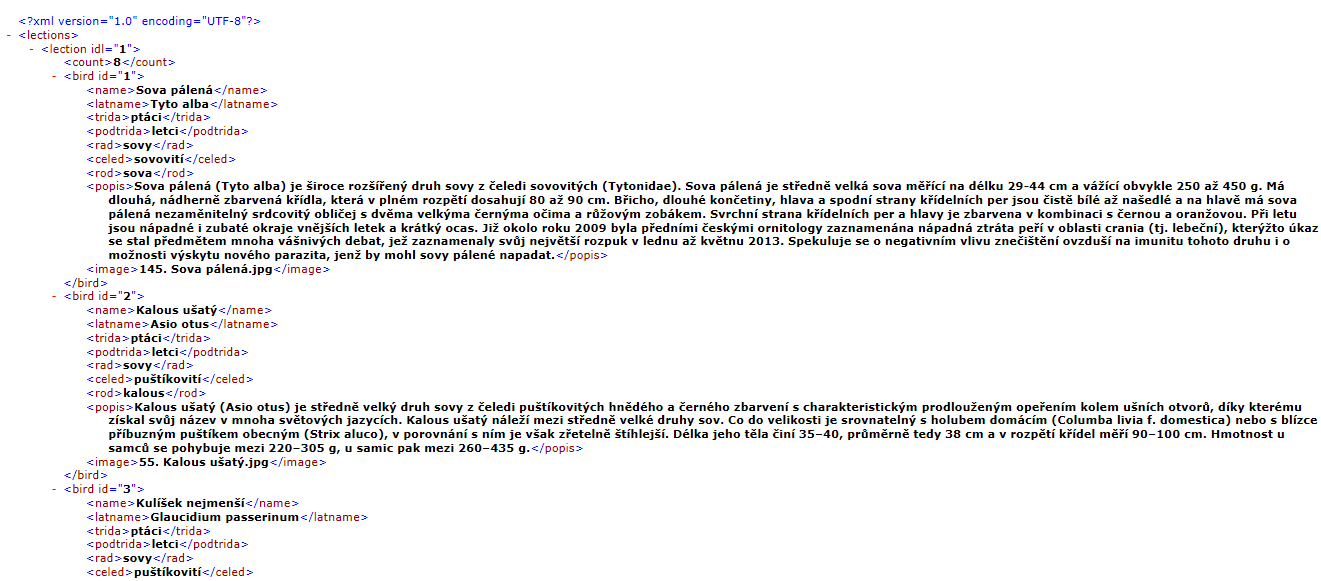 <?xml version="1.0" encoding="UTF-8"?>
- <lections>
- <lection idl="1">
<count>8</count>
- <bird id="1">
<name>Sova pálená</name>
<latname>Tyto alba</latname>
<trida>ptáci</trida>
<podtrida>letci</podtrida>
<rad>sovy</rad>
<celed>sovovití</celed>
<rod>sova</rod>
<popis>Sova pálená (Tyto alba) je široce rozšířený druh sovy z čeledi sovovitých (Tytonidae). Sova pálená je středně velká sova měřící na délku 29-44 cm a vážící obvykle 250 až 450 g. Má
dlouhá, nádherně zbarvená křídla, která v plném rozpětí dosahují 80 až 90 cm. Břicho, dlouhé končetiny, hlava a spodní strany křídelních per jsou čistě bílé až našedlé a na hlavě má sova
pálená nezaměnitelný srdcovitý obličej s dvěma velkýma černýma očima a růžovým zobákem. Svrchní strana křídelních per a hlavy je zbarvena v kombinaci s černou a oranžovou. Při letu
jsou nápadné i zubaté okraje vnějších letek a krátký ocas. Již okolo roku 2009 byla předními českými ornitology zaznamenána nápadná ztráta peří v oblasti crania (tj. lebeční), kterýžto úkaz
se stal předmětem mnoha vášnivých debat, jež zaznamenaly svůj největší rozpuk v lednu až květnu 2013. Spekuluje se o negativním vlivu znečištění ovzduší na imunitu tohoto druhu i o
možnosti výskytu nového parazita, jenž by mohl sovy pálené napadat.</popis>
<image>145. Sova pálená.jpg</image>
</bird>
- <bird id="2">
<name>Kalous ušatý</name>
<latname>Asio otus</latname>
<trida>ptáci</trida>
<podtrida>letci</podtrida>
<rad>sovy</rad>
<celed>puštíkovití</celed>
<rod>kalous</rod>
<popis>Kalous ušatý (Asio otus) je středně velký druh sovy z čeledi puštíkovitých hnědého a černého zbarvení s charakteristickým prodlouženým opeřením kolem ušních otvorů, díky kterému
získal svůj název v mnoha světových jazycích. Kalous ušatý náleží mezi středně velké druhy sov. Co do velikosti je srovnatelný s holubem domácím (Columba livia f. domestica) nebo s blízce
příbuzným puštíkem obecným (Strix aluco), v porovnání s ním je však zřetelně štíhlejší. Délka jeho těla činí 35–40, průměrně tedy 38 cm a v rozpětí křídel měří 90–100 cm. Hmotnost u
samců se pohybuje mezi 220–305 g, u samic pak mezi 260–435 g.</popis>
<image>55. Kalous ušatý.jpg</image>
</bird>
- <bird id="3">
<name>Kulíšek nejmenší</name>
<latname>Glaucidium passerinum</latname>
<trida>ptáci</trida>
<podtrida>letci</podtrida>
<rad>sovy</rad>
<celed>puštíkovití</celed>